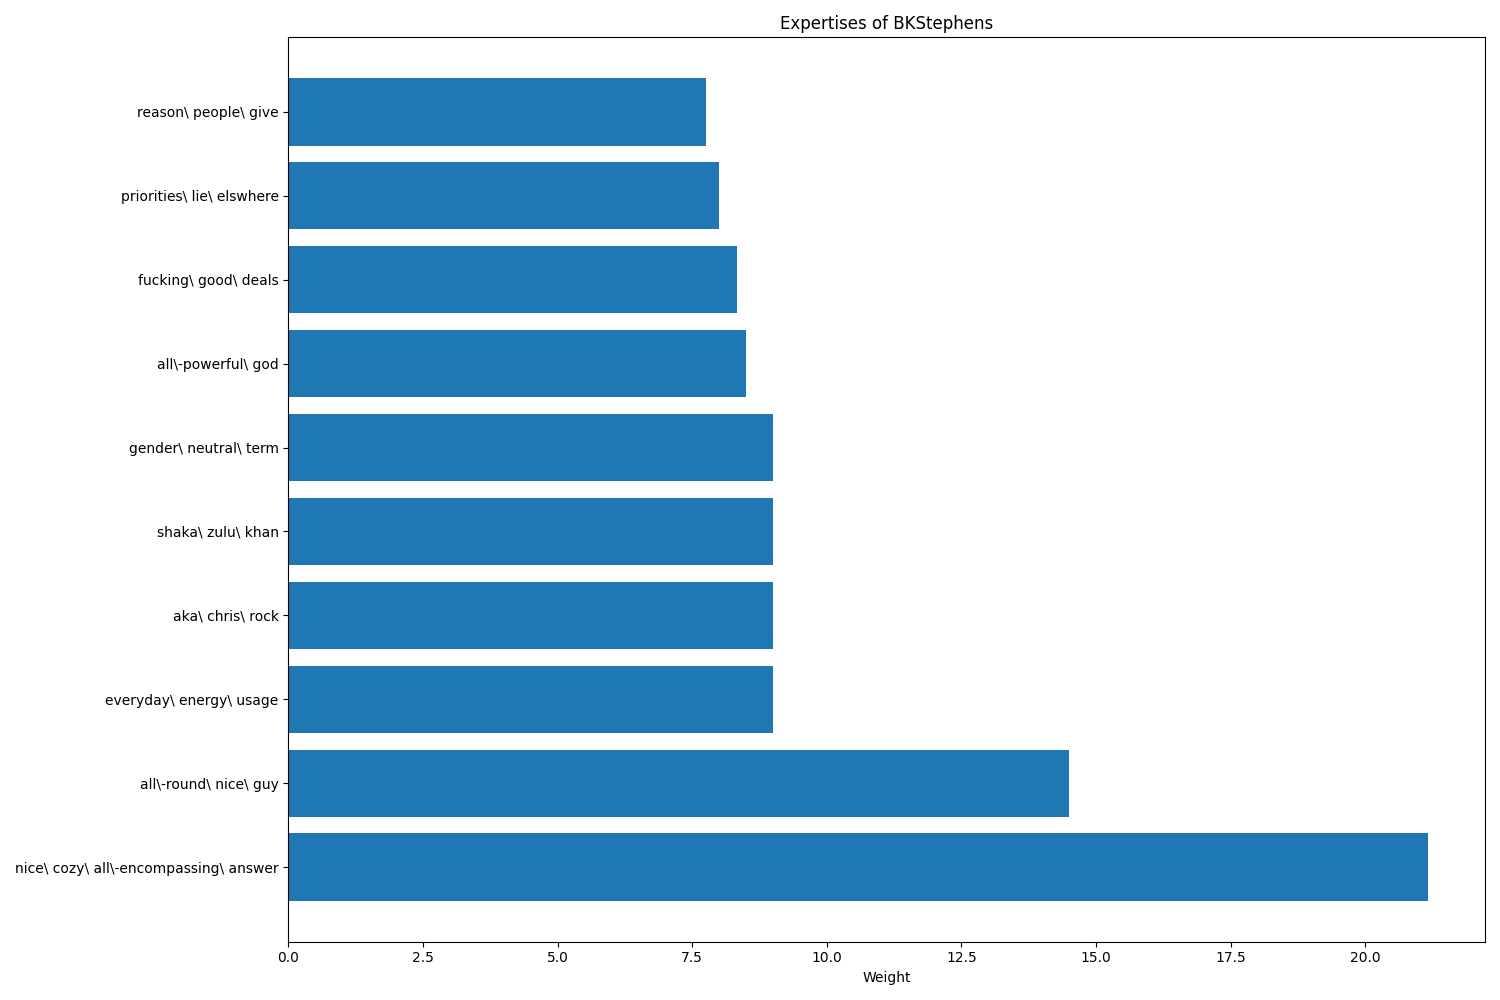 Expertises of BKStephens
reason\ people\ give
priorities\ lie\ elswhere
fucking\ good\ deals
all\-powerful\ god
gender\ neutral\ term
shaka\ zulu\ khan
aka\ chris\ rock
everyday\ energy\ usage
all\-round\ nice\ guy
nice\ cozy\ all\-encompassing\ answer
0.0 2.5 5.0 7.5 10.0 12.5 15.0 17.5 20.0
Weight